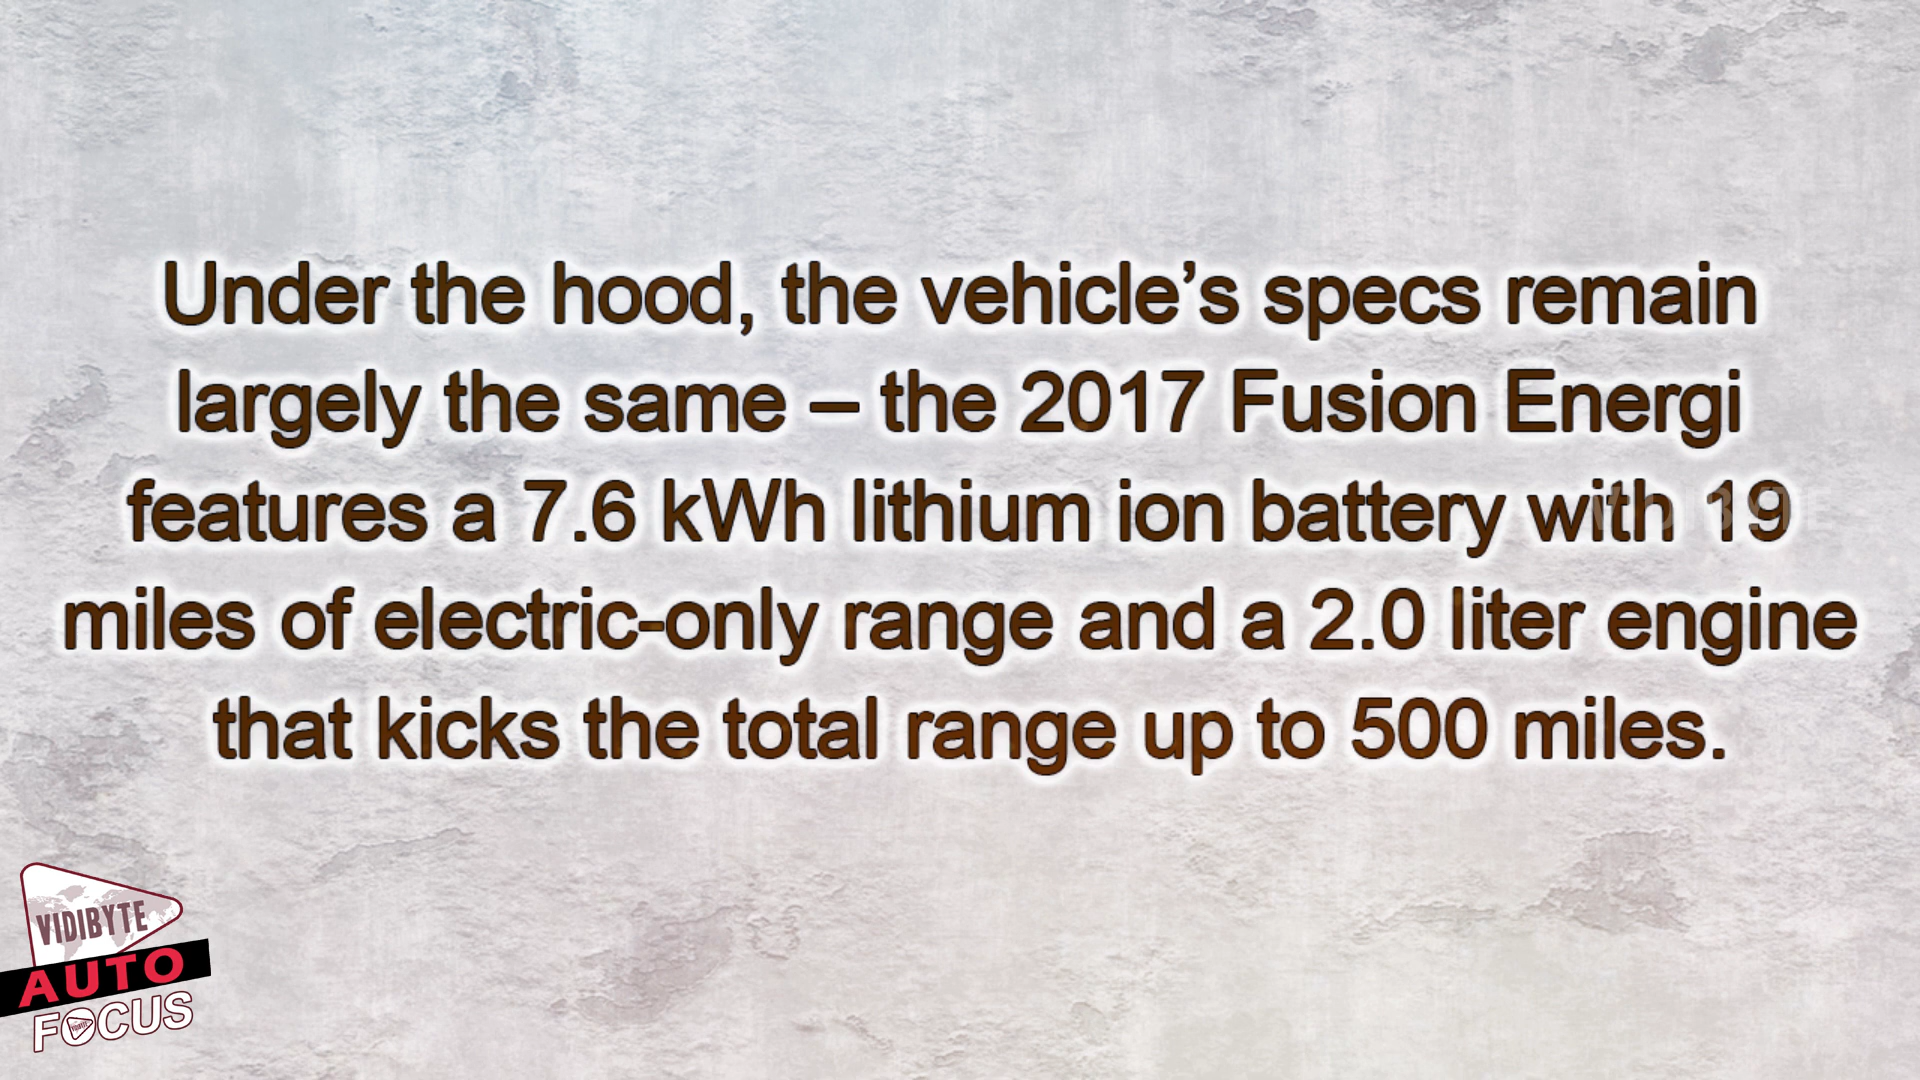 Under the hood, the vehicle’s specs remain
largely the same – the 2017 Fusion Energi
features a 7.6 kWh lithium ion battery with 19
miles of electric-only range and a 2.0 liter engine
that kicks the total range up to 500 miles.
VIDIBYTE
AUTO
FOCUS